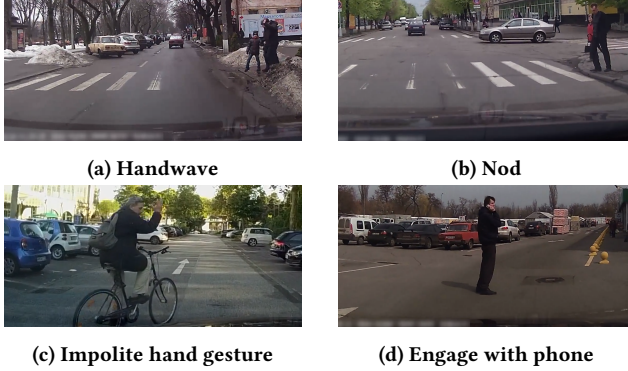 (a) Handwave
(b) Nod
(c) Impolite hand gesture
(d) Engage with phone